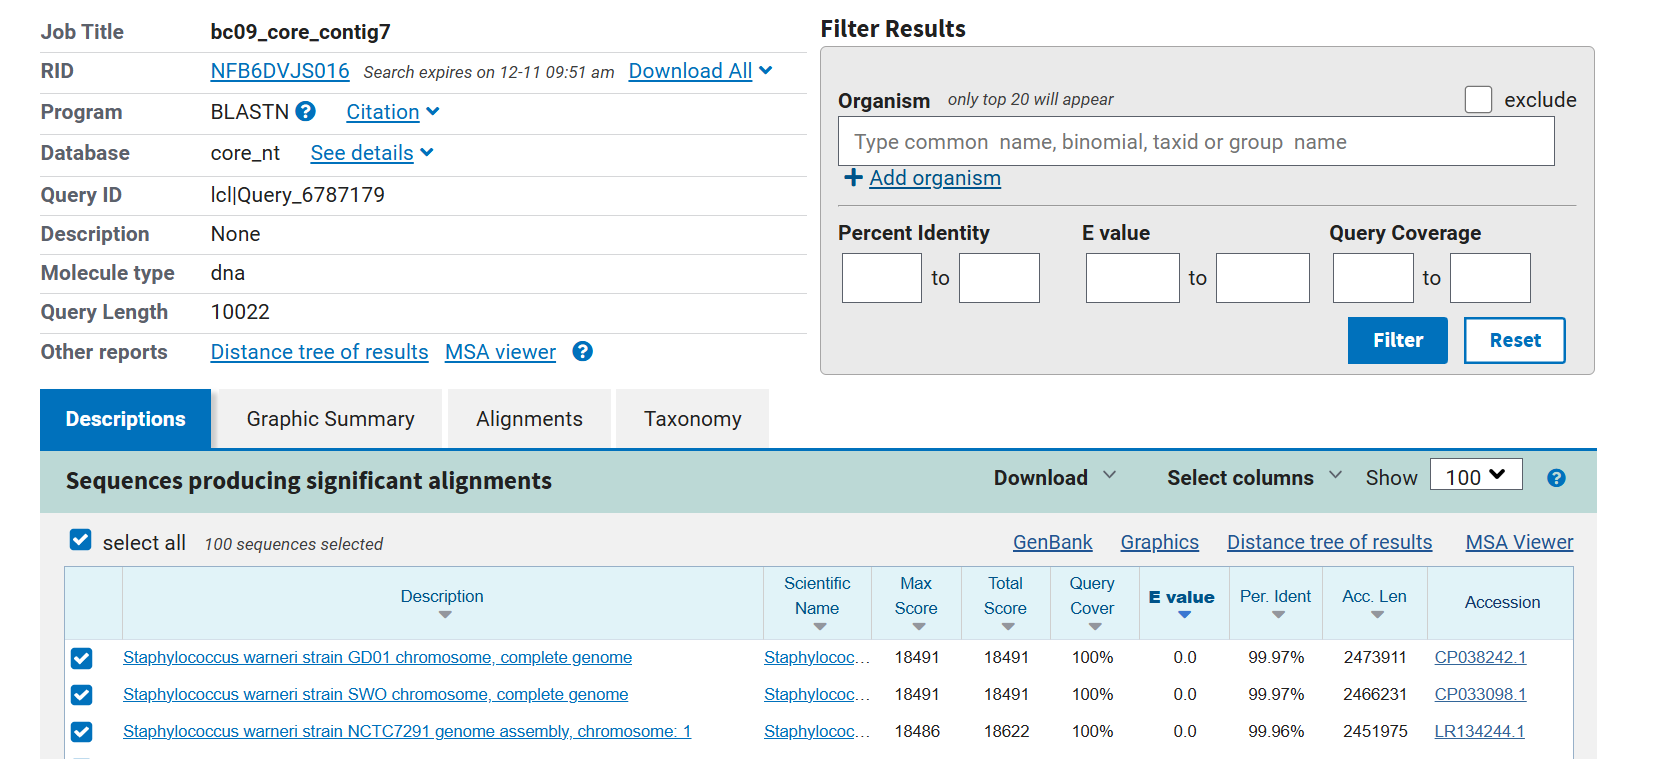 Job Title bc09_core_contig7
RID NFB6DVJS016 Search expires on 12-11 09:51 am Download All
Program BLASTN ? Citation
Database core_nt See details
Query ID lcl|Query_6787179
Description None
Molecule type dna
Query Length 10022
Other reports Distance tree of results MSA viewer ?
Filter Results
Organism only top 20 will appear exclude
Type common name, binomial, taxid or group name
+ Add organism
Percent Identity E value Query Coverage
to to to
Filter Reset
Descriptions Graphic Summary Alignments Taxonomy
Sequences producing significant alignments Download Select columns Show 100 ?
select all 100 sequences selected GenBank Graphics Distance tree of results MSA Viewer
Description Scientific Name Max Score Total Score Query Cover E value Per. Ident Acc. Len Accession
Staphylococcus warneri strain GD01 chromosome, complete genome Staphylococ... 18491 18491 100% 0.0 99.97% 2473911 CP038242.1
Staphylococcus warneri strain SWO chromosome, complete genome Staphylococ... 18491 18491 100% 0.0 99.97% 2466231 CP033098.1
Staphylococcus warneri strain NCTC7291 genome assembly, chromosome: 1 Staphylococ... 18486 18622 100% 0.0 99.96% 2451975 LR134244.1